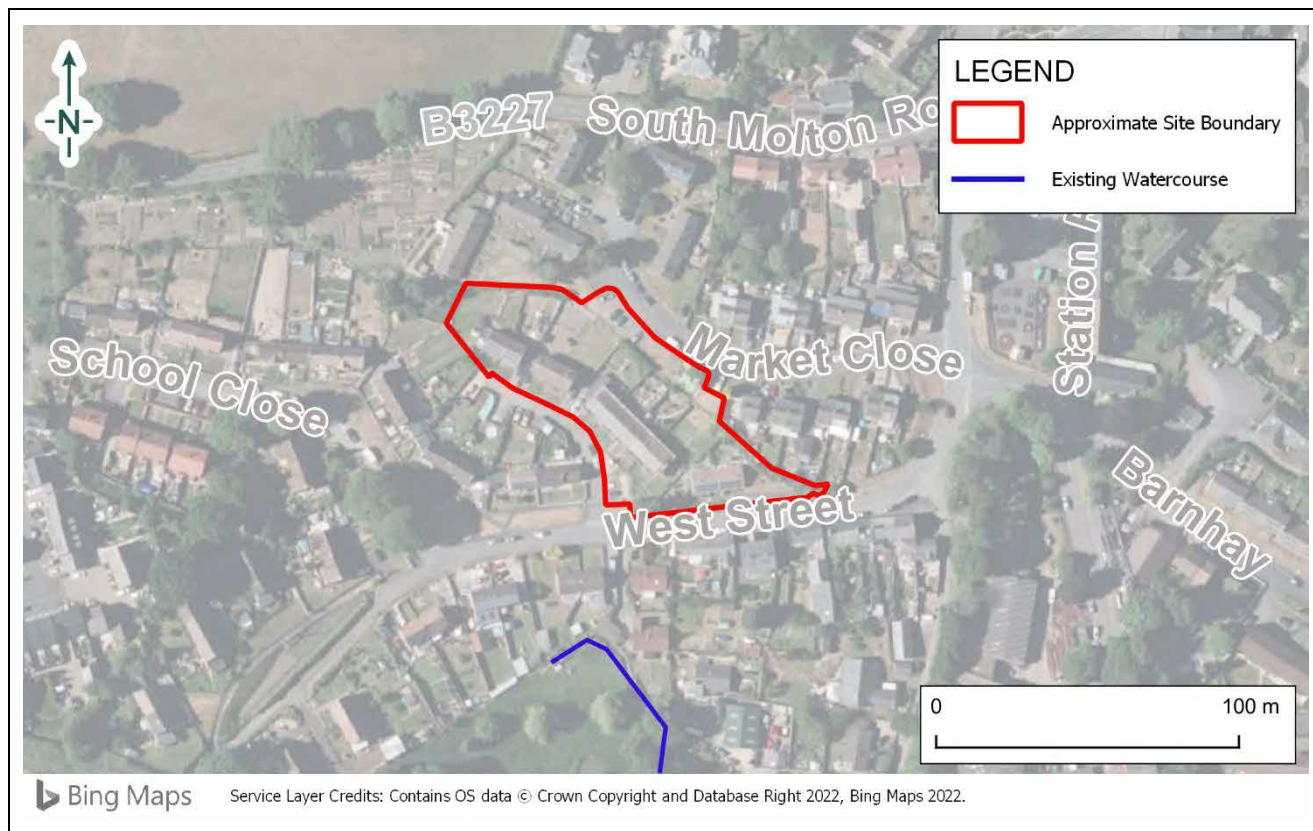 LEGEND
Approximate Site Boundary
Existing Watercourse
N
B3227 South Molton Ro
Station R
School Close
Market Close
West Street
Barnhay
0 100 m
Bing Maps
Service Layer Credits: Contains OS data © Crown Copyright and Database Right 2022, Bing Maps 2022.